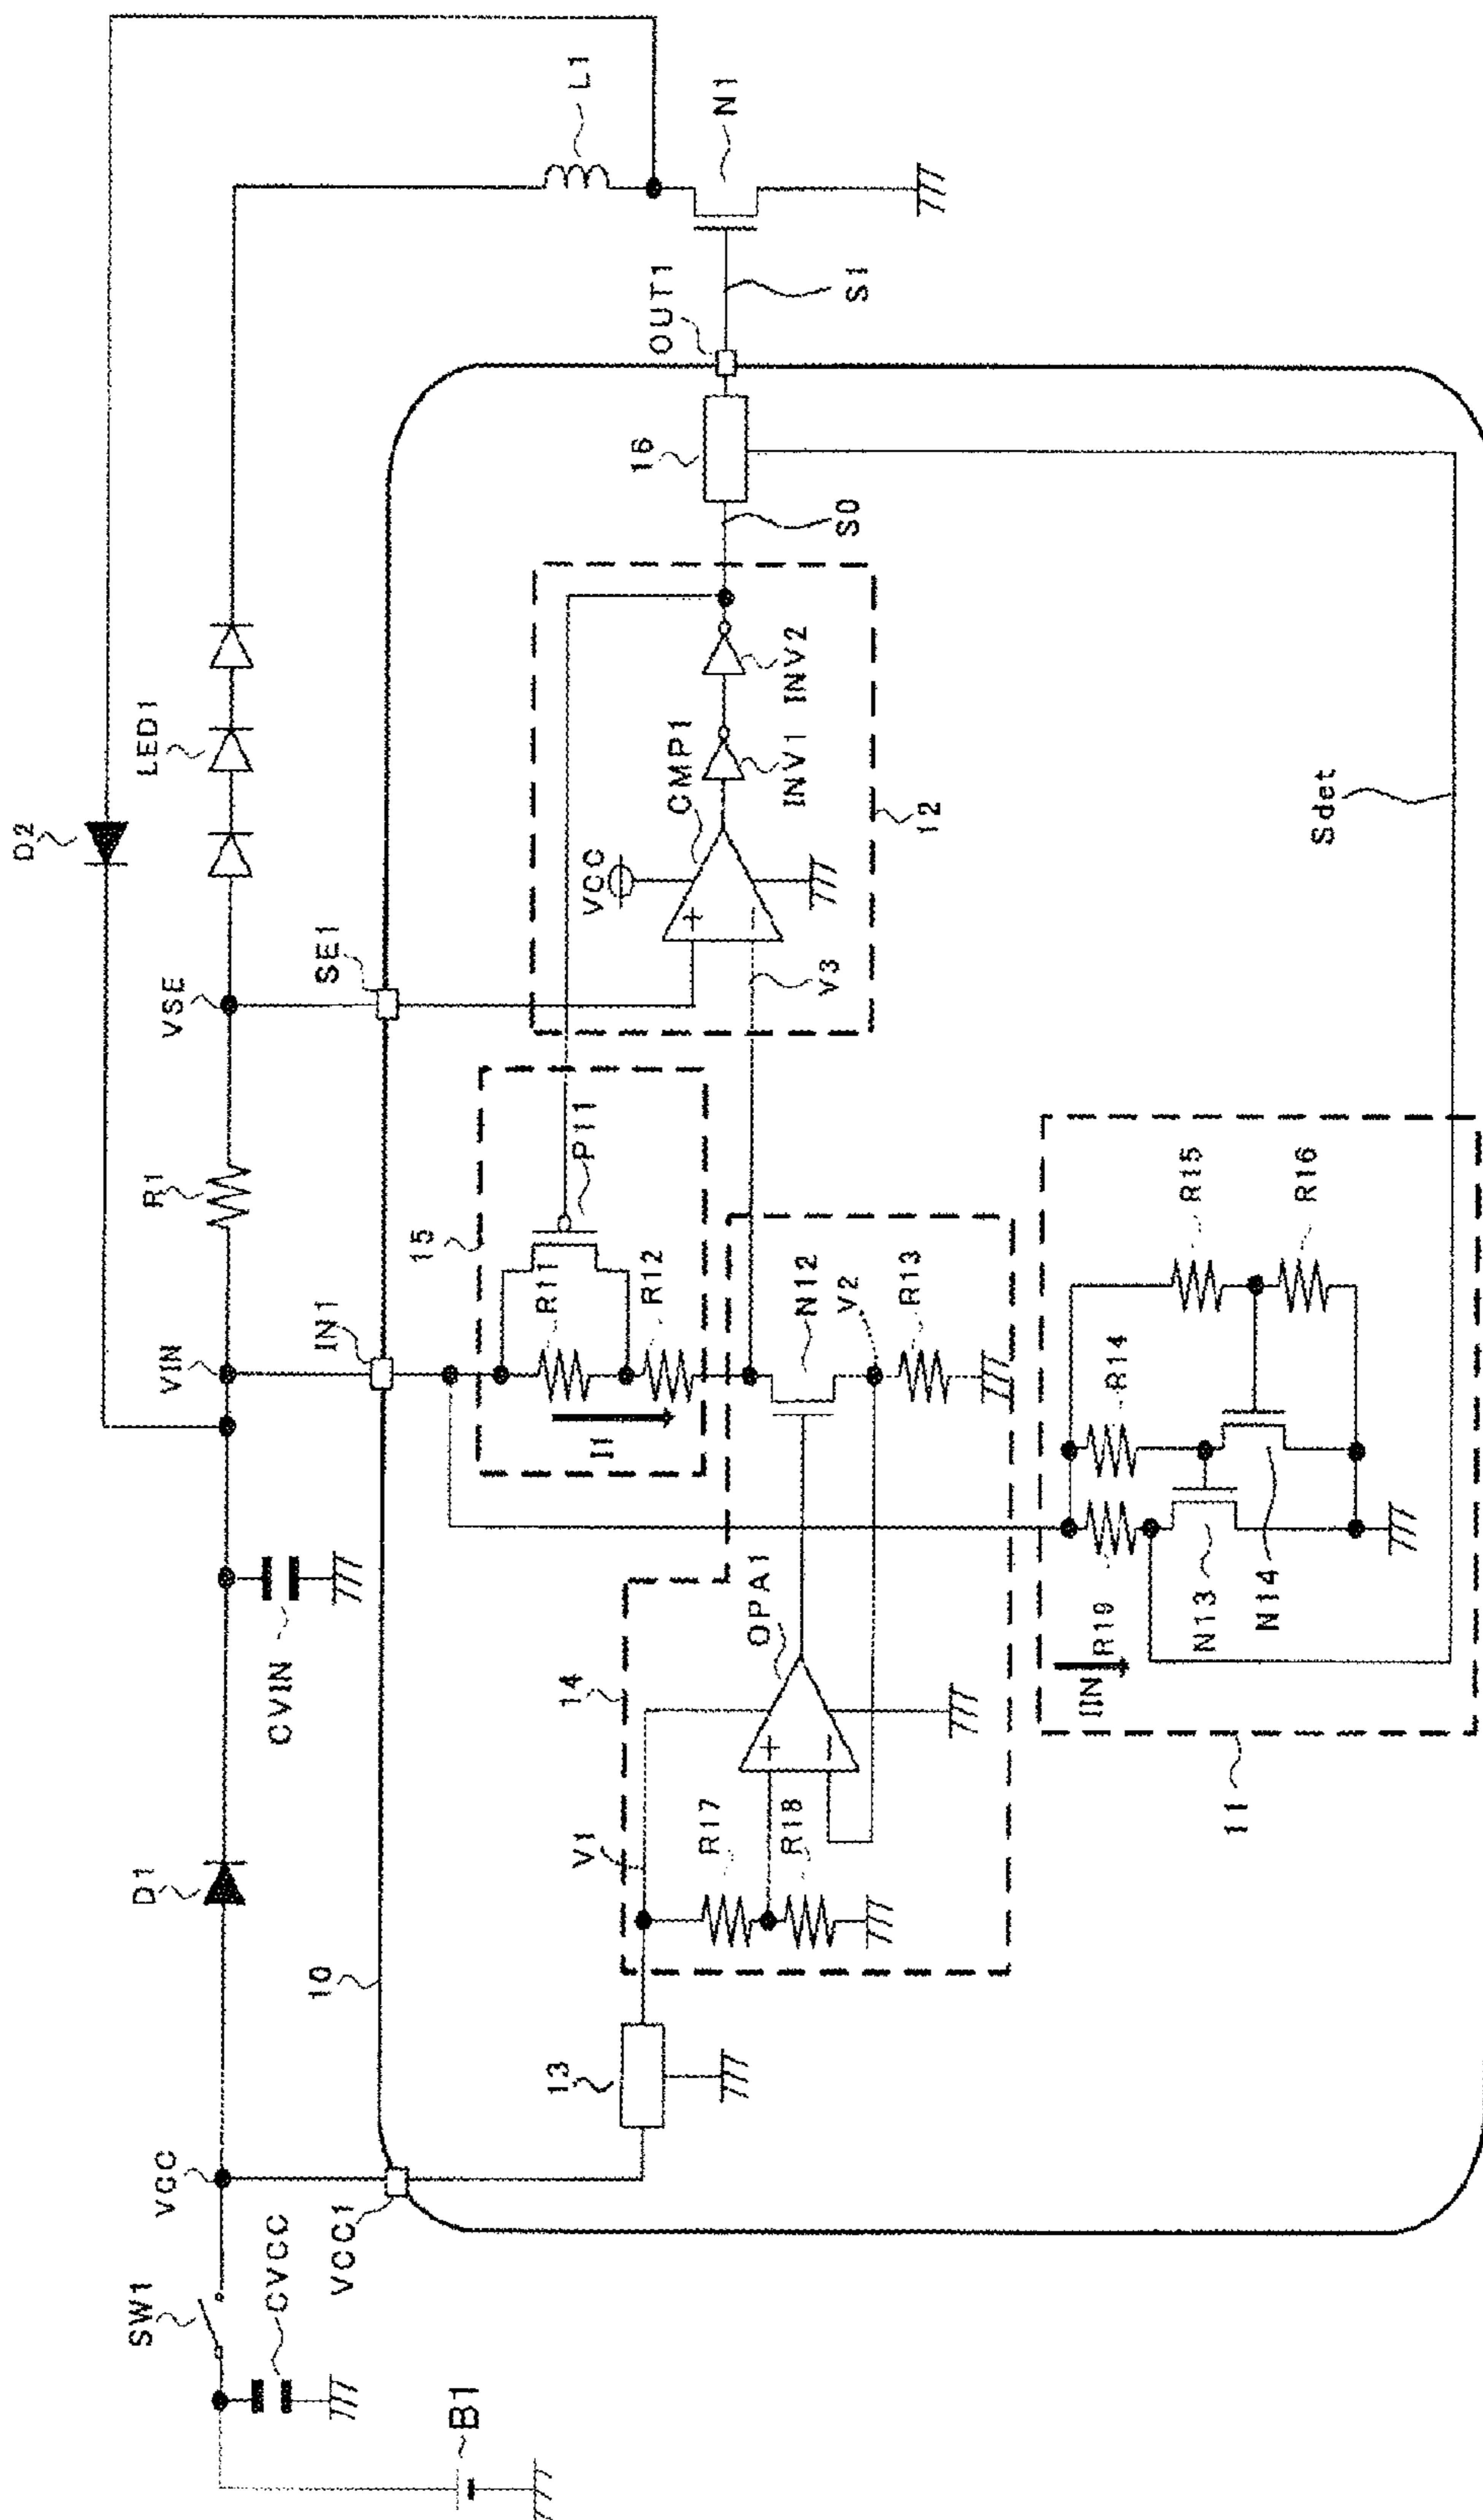 D2
LED1
L1
N1
R1
VSE
VIN
D1
CVIN
VCC
SW1
CVCC
B1
VCC1
10
IN1
SE1
OUT1
S1
16
S0
15
R11
P11
R12
I1
VCC
CMP1
INV1
INV2
12
V3
13
14
V1
R17
R18
OPA1
N12
V2
R13
11
IIN
R19
R14
N13
N14
R15
R16
Sdet